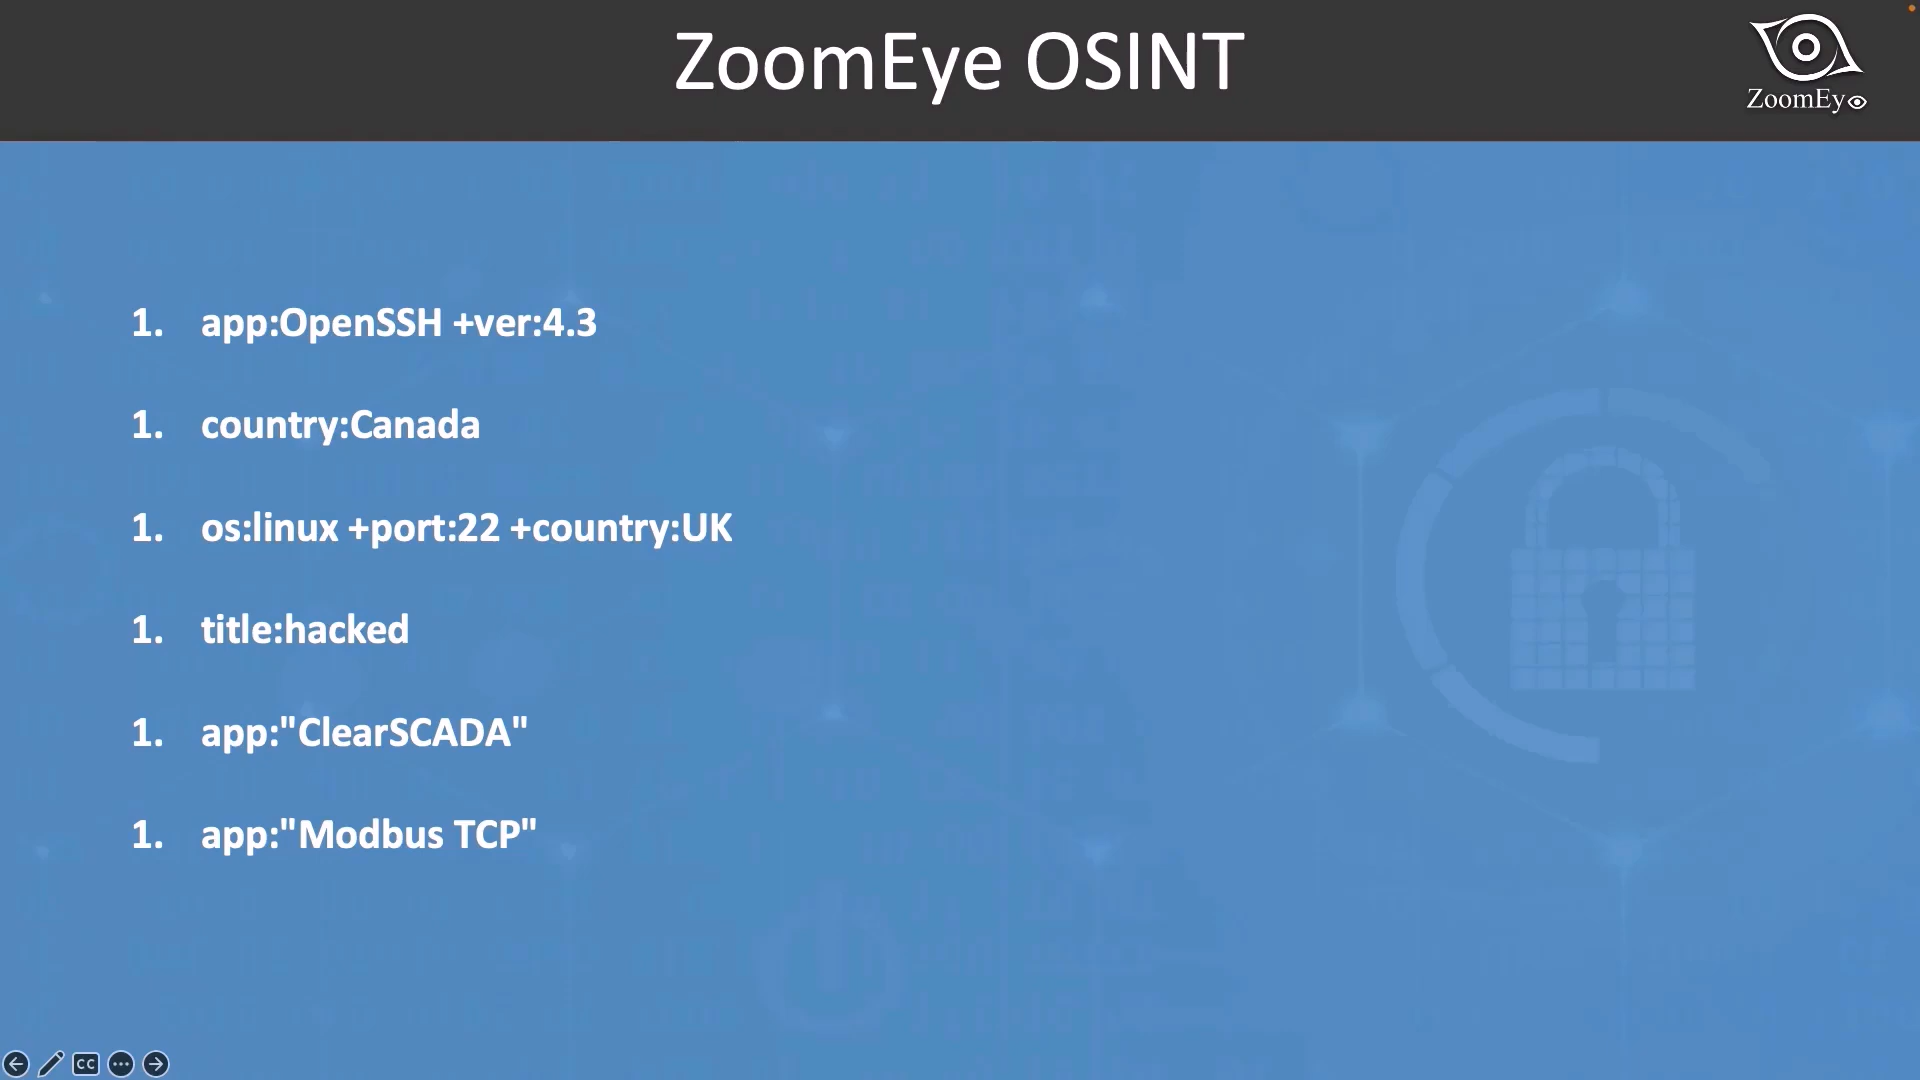 ZoomEye OSINT
ZoomEy
1. app:OpenSSH +ver:4.3
1. country:Canada
1. os:linux +port:22 +country:UK
1. title:hacked
1. app:"ClearSCADA"
1. app:"Modbus TCP"
CC